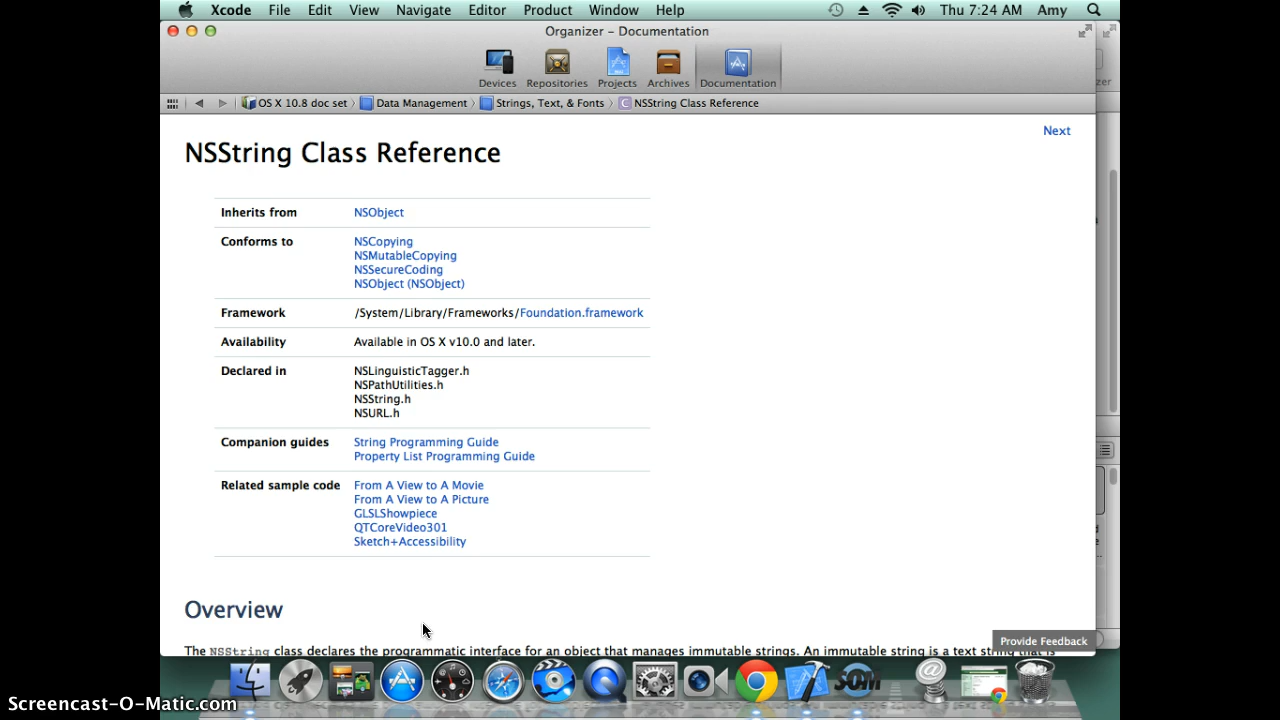 Xcode File Edit View Navigate Editor Product Window Help Thu 7:24 AM Amy
Organizer – Documentation
Devices Repositories Projects Archives Documentation
OS X 10.8 doc set Data Management Strings, Text, & Fonts C NSString Class Reference
Next
NSString Class Reference
Inherits from NSObject
Conforms to NSCopying
NSMutableCopying
NSSecureCoding
NSObject (NSObject)
Framework /System/Library/Frameworks/Foundation.framework
Availability Available in OS X v10.0 and later.
Declared in NSLinguisticTagger.h
NSPathUtilities.h
NSString.h
NSURL.h
Companion guides String Programming Guide
Property List Programming Guide
Related sample code From A View to A Movie
From A View to A Picture
GLSLShowpiece
QTCoreVideo301
Sketch+Accessibility
Overview
Provide Feedback
The NSString class declares the programmatic interface for an object that manages immutable strings. An immutable string is a text string that is
SOM
Screencast-O-Matic.com